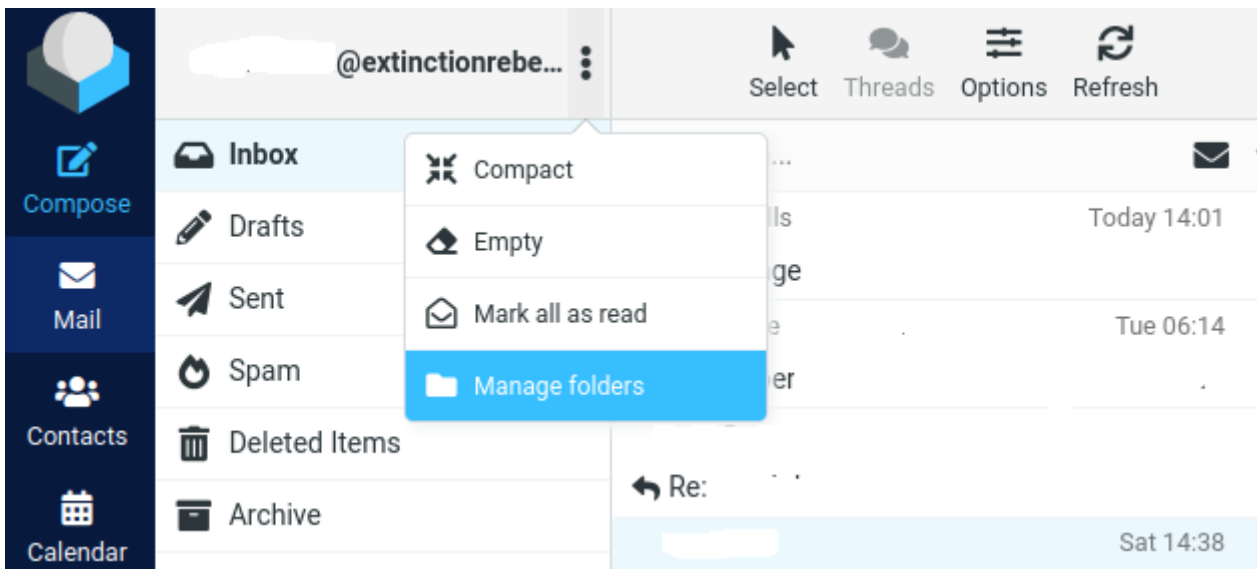 @extinctionrebe...
Select Threads Options Refresh
Compose
Mail
Contacts
Calendar
Inbox
Drafts
Sent
Spam
Deleted Items
Archive
Compact
Empty
Mark all as read
Manage folders
...
Today 14:01
Tue 06:14
Re:
Sat 14:38